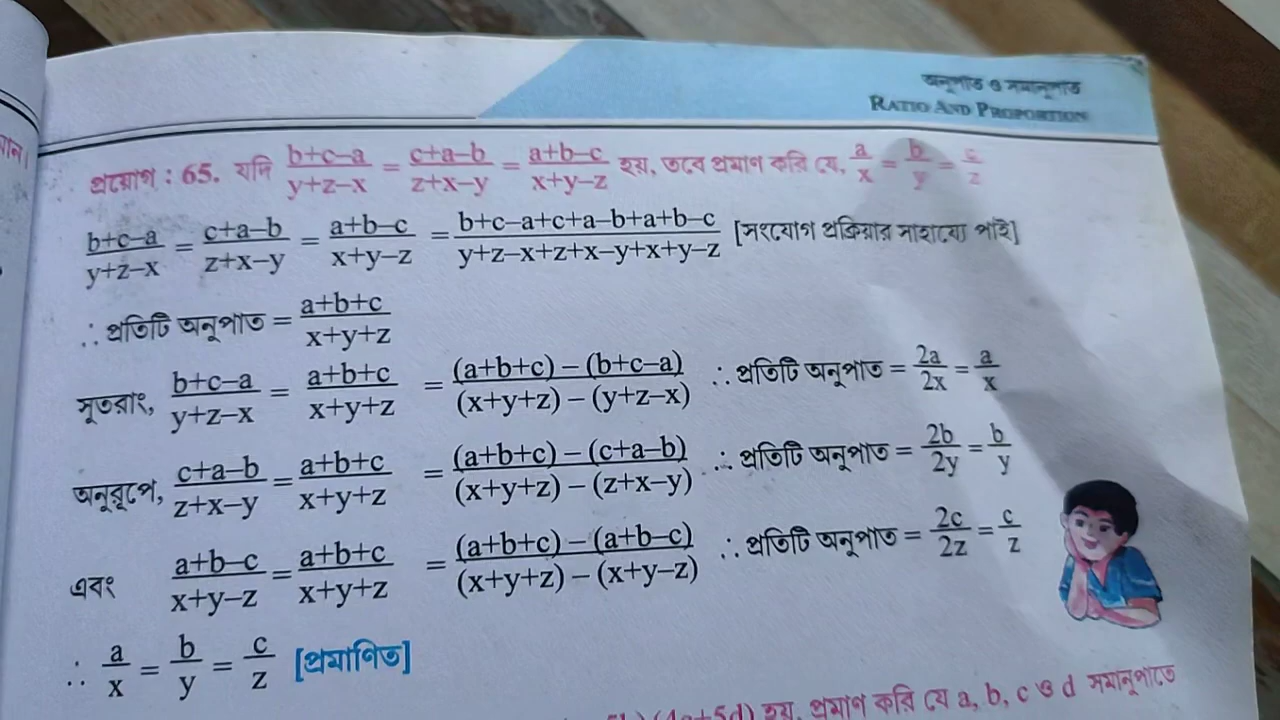 মান।
অনুপাত ও সমানুপাত
RATIO AND PROPORTION
প্রয়োগ : 65. যদি (b+c–a)/(y+z–x) = (c+a–b)/(z+x–y) = (a+b–c)/(x+y–z) হয়, তবে প্রমাণ করি যে, a/x = b/y = c/z
(b+c–a)/(y+z–x) = (c+a–b)/(z+x–y) = (a+b–c)/(x+y–z) = (b+c–a+c+a–b+a+b–c)/(y+z–x+z+x–y+x+y–z) [সংযোগ প্রক্রিয়ার সাহায্যে পাই]
∴ প্রতিটি অনুপাত = (a+b+c)/(x+y+z)
সুতরাং, (b+c–a)/(y+z–x) = (a+b+c)/(x+y+z) = ((a+b+c) – (b+c–a))/((x+y+z) – (y+z–x)) ∴ প্রতিটি অনুপাত = 2a/2x = a/x
অনুরূপে, (c+a–b)/(z+x–y) = (a+b+c)/(x+y+z) = ((a+b+c) – (c+a–b))/((x+y+z) – (z+x–y)) ∴ প্রতিটি অনুপাত = 2b/2y = b/y
এবং (a+b–c)/(x+y–z) = (a+b+c)/(x+y+z) = ((a+b+c) – (a+b–c))/((x+y+z) – (x+y–z)) ∴ প্রতিটি অনুপাত = 2c/2z = c/z
∴ a/x = b/y = c/z [প্রমাণিত]
+5d) হয়, প্রমাণ করি যে a, b, c ও d সমানুপাতে